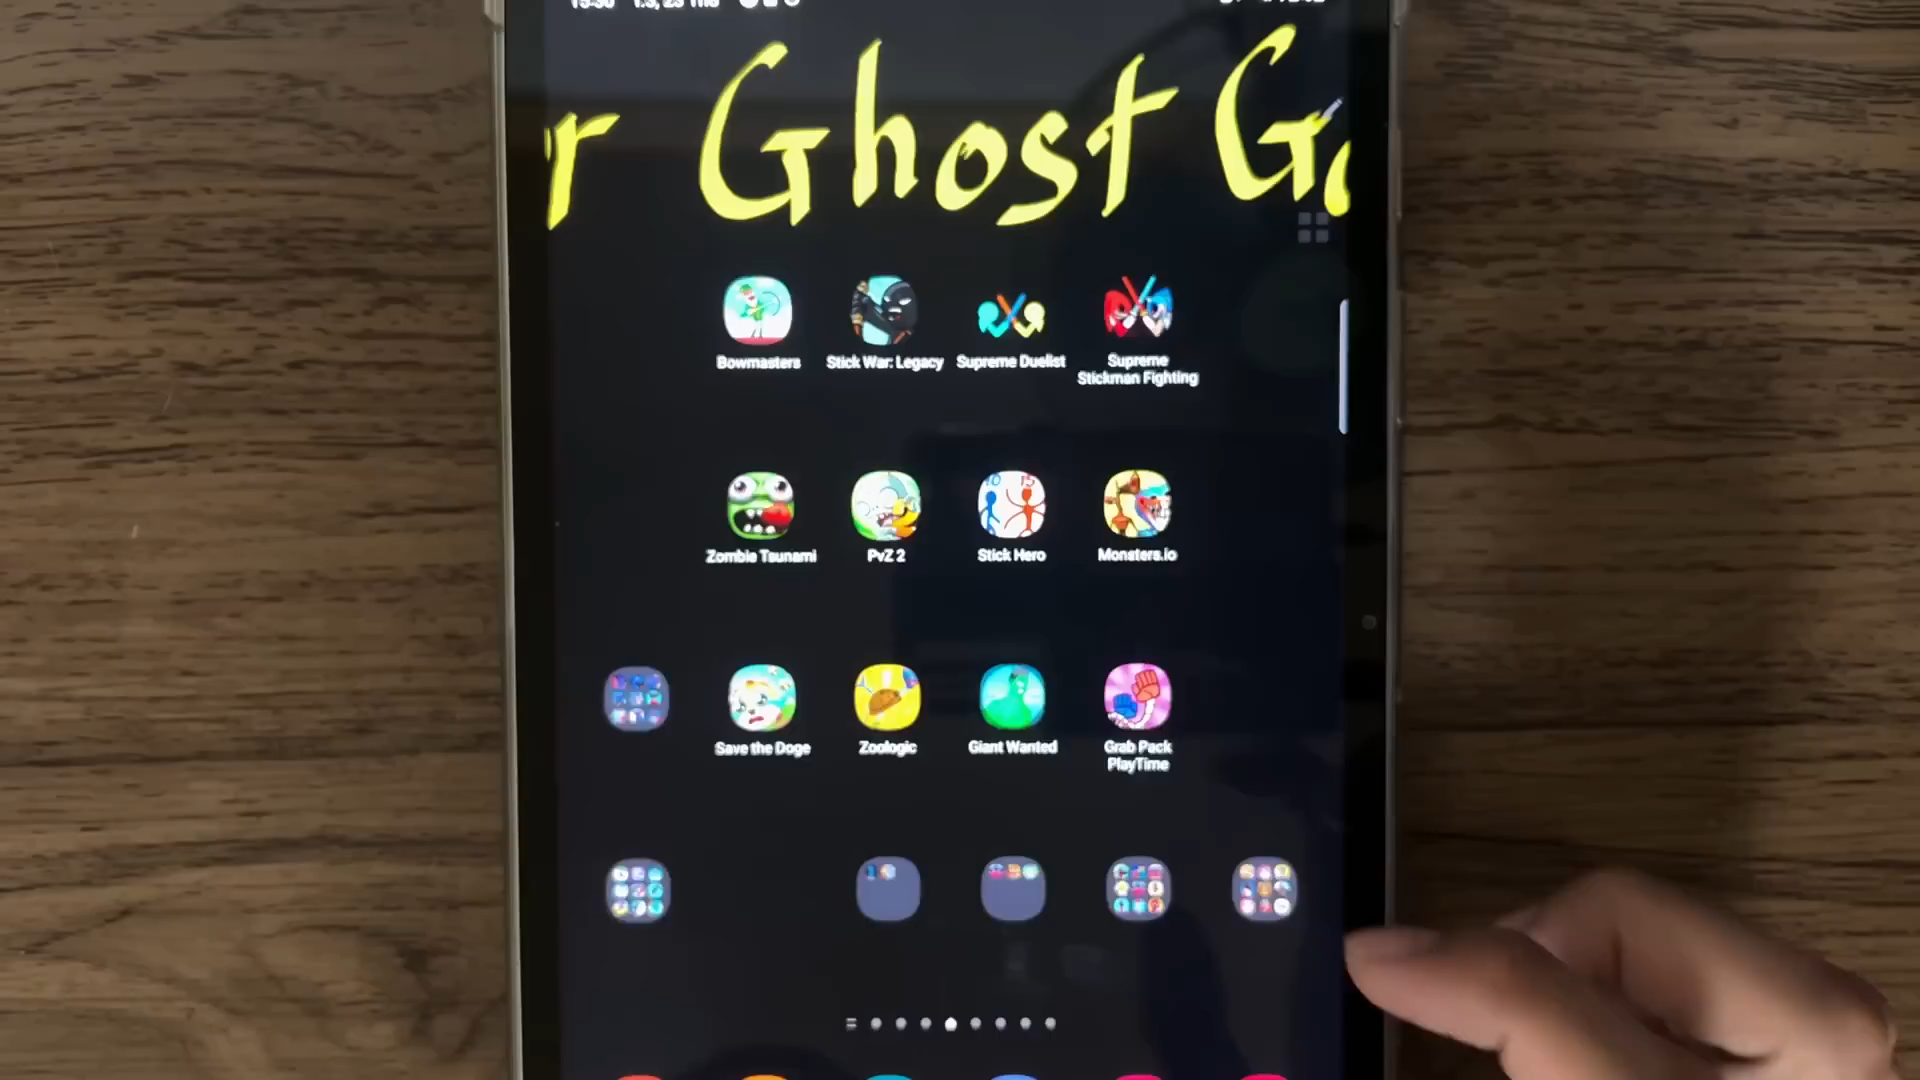 Ghost
Bowmasters Stick War: Legacy Supreme Duelist Supreme
Stickman Fighting
Zombie Tsunami PvZ 2 Stick Hero Monsters.io
Save the Doge Zoologic Giant Wanted Grab Pack
PlayTime